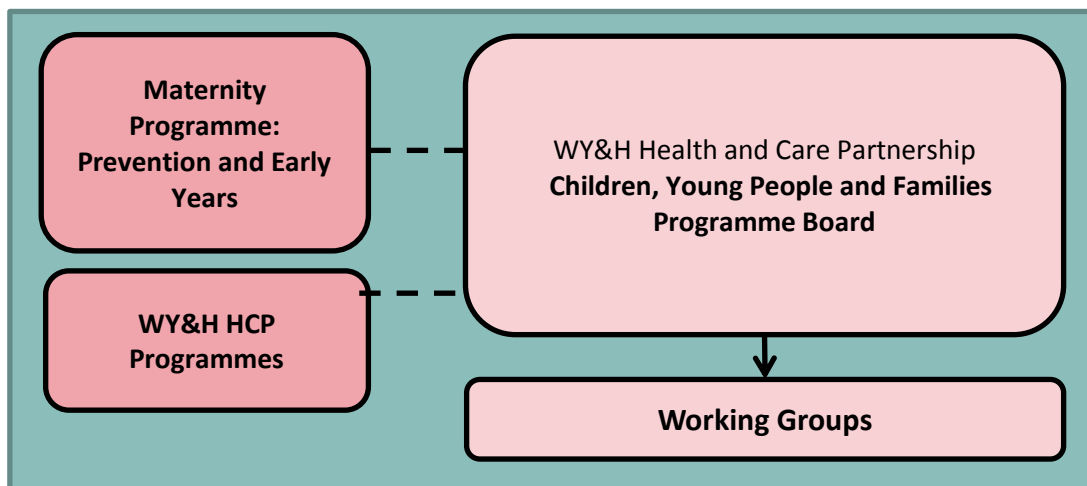 Maternity
Programme:
Prevention and Early
Years
WY&H Health and Care Partnership
Children, Young People and Families
Programme Board
WY&H HCP
Programmes
Working Groups